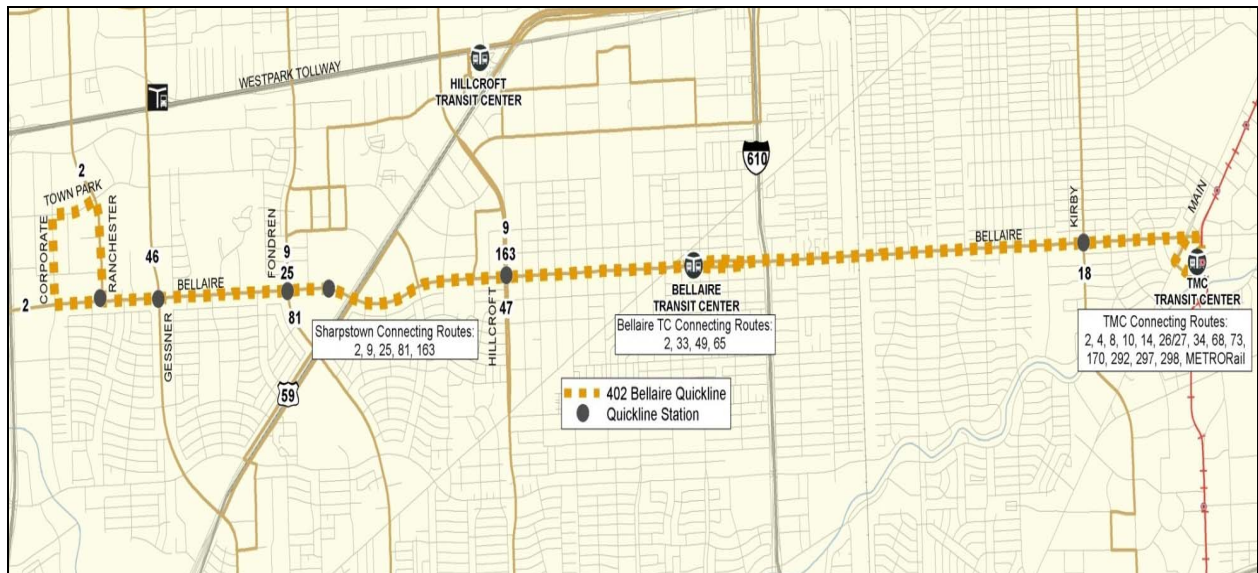 WESTPARK TOLLWAY
HILLCROFT
TRANSIT CENTER
610
2
TOWN PARK
CORPORATE
RANCHESTER
2
46
BELLAIRE
GESSNER
FONDREN
9
25
81
Sharpstown Connecting Routes:
2, 9, 25, 81, 163
59
9
163
47
HILLCROFT
BELLAIRE
TRANSIT CENTER
Bellaire TC Connecting Routes:
2, 33, 49, 65
402 Bellaire Quickline
Quickline Station
BELLAIRE
KIRBY
18
MAIN
TMC
TRANSIT CENTER
TMC Connecting Routes:
2, 4, 8, 10, 14, 26/27, 34, 68, 73,
170, 292, 297, 298, METRORail